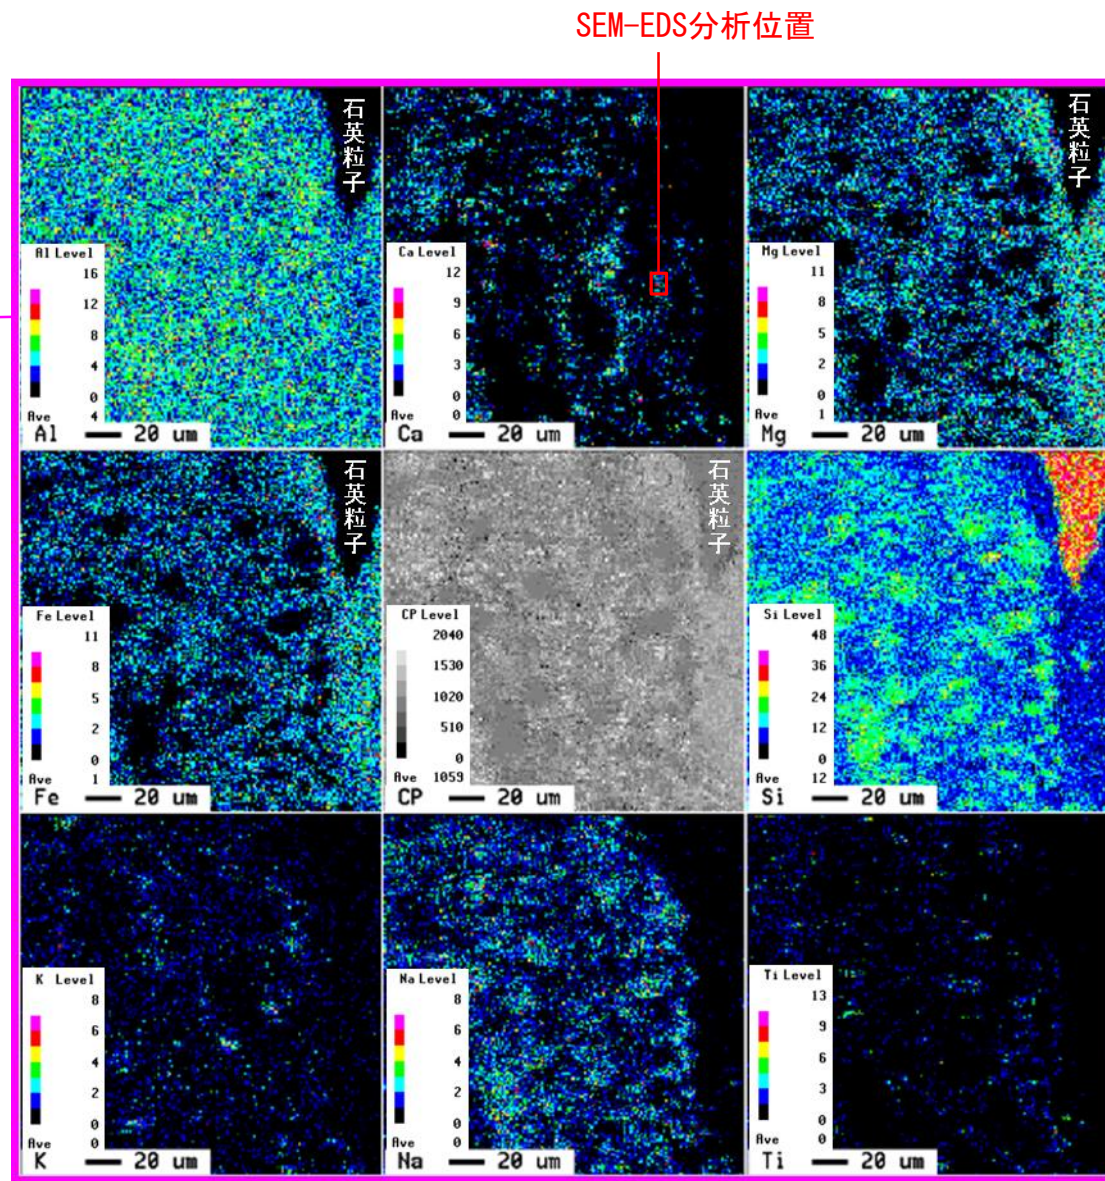 SEM-EDS分析位置
石英粒子
Al Level
16
12
8
4
0
Ave 4
Al 20 um
Ca Level
12
9
6
3
0
Ave 0
Ca 20 um
石英粒子
Mg Level
11
8
5
2
0
Ave 1
Mg 20 um
石英粒子
Fe Level
11
8
5
2
0
Ave 1
Fe 20 um
石英粒子
CP Level
2040
1530
1020
510
0
Ave 1059
CP 20 um
Si Level
48
36
24
12
0
Ave 12
Si 20 um
K Level
8
6
4
2
0
Ave 0
K 20 um
Na Level
8
6
4
2
0
Ave 0
Na 20 um
Ti Level
13
9
6
3
0
Ave 0
Ti 20 um